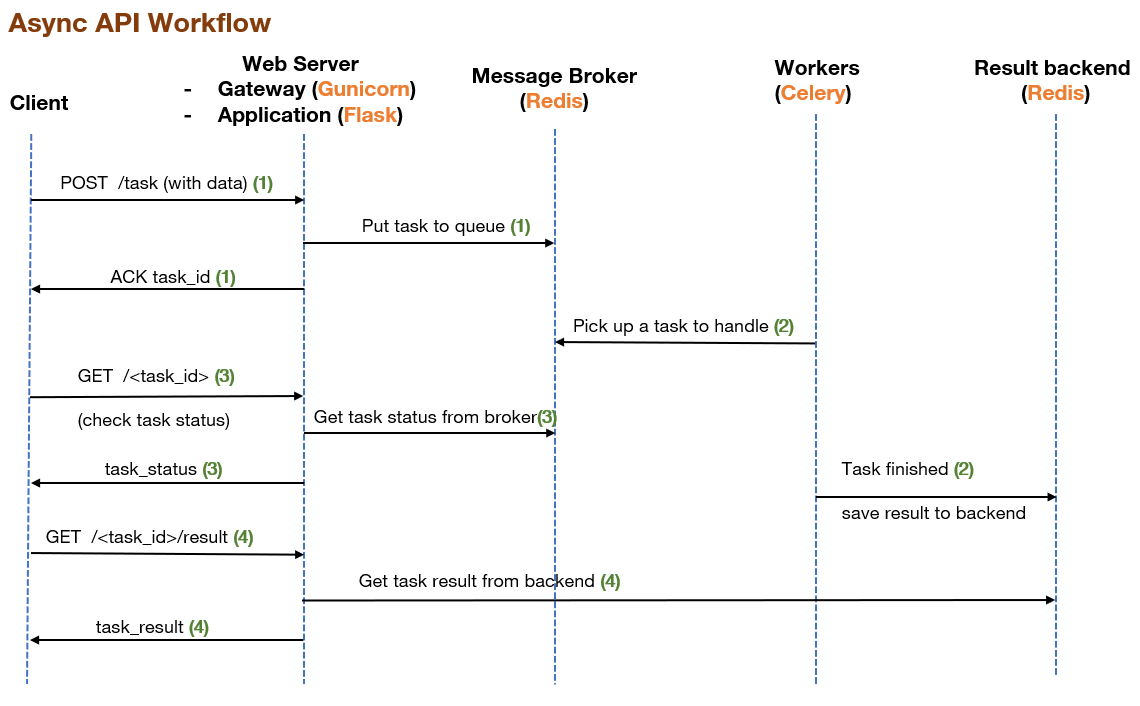 Async API Workflow
Client
Web Server
- Gateway (Gunicorn)
- Application (Flask)
Message Broker
(Redis)
Workers
(Celery)
Result backend
(Redis)
POST /task (with data) (1)
Put task to queue (1)
ACK task_id (1)
Pick up a task to handle (2)
GET /<task_id> (3)
(check task status)
Get task status from broker(3)
task_status (3)
Task finished (2)
save result to backend
GET /<task_id>/result (4)
Get task result from backend (4)
task_result (4)